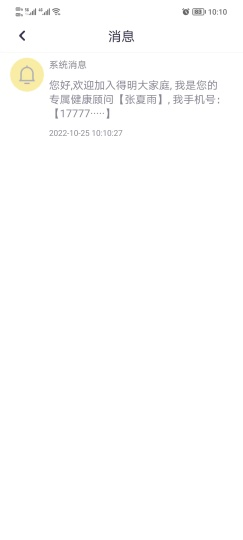 10:10
消息
系统消息
您好,欢迎加入得明大家庭, 我是您的
专属健康顾问【张夏雨】, 我手机号:
【17777·····】
2022-10-25 10:10:27